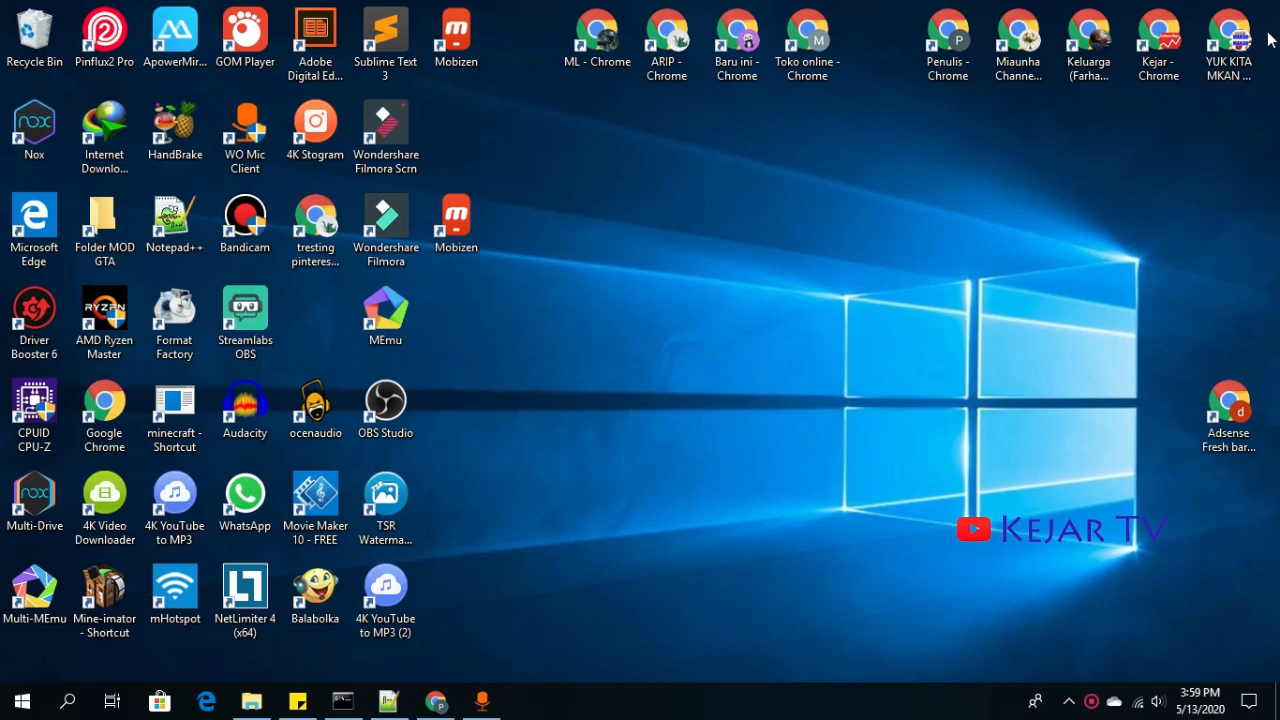 Recycle Bin
Pinflux2 Pro
ApowerMir...
GOM Player
Adobe
Digital Ed...
Sublime Text
3
Mobizen
ML - Chrome
ARIP -
Chrome
Baru ini -
Chrome
Toko online -
Chrome
Penulis -
Chrome
Miaunha
Channe...
Keluarga
(Farha...
Kejar -
Chrome
YUK KITA
MKAN ...
Nox
Internet
Downlo...
HandBrake
WO Mic
Client
4K Stogram
Wondershare
Filmora Scrn
Microsoft
Edge
Folder MOD
GTA
Notepad++
Bandicam
tresting
pinteres...
Wondershare
Filmora
Mobizen
Driver
Booster 6
AMD Ryzen
Master
Format
Factory
Streamlabs
OBS
MEmu
CPUID
CPU-Z
Google
Chrome
minecraft -
Shortcut
Audacity
ocenaudio
OBS Studio
Adsense
Fresh bar...
Multi-Drive
4K Video
Downloader
4K YouTube
to MP3
WhatsApp
Movie Maker
10 - FREE
TSR
Waterma...
KEJAR TV
Multi-MEmu
Mine-imator
- Shortcut
mHotspot
NetLimiter 4
(x64)
Balabolka
4K YouTube
to MP3 (2)
3:59 PM
5/13/2020